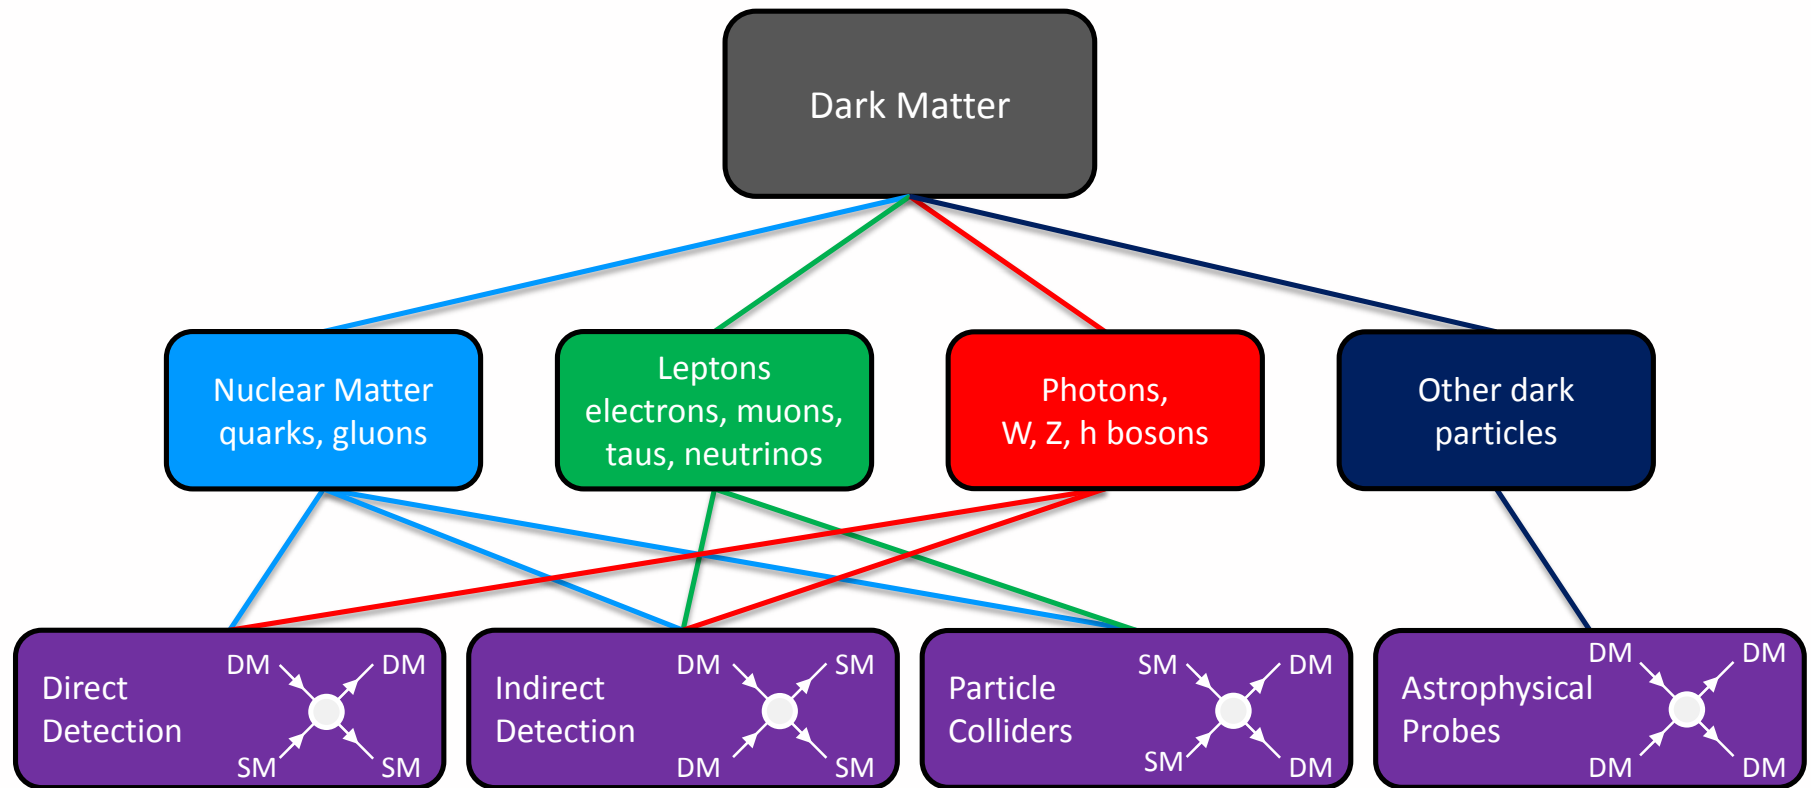 Dark Matter
Nuclear Matter
quarks, gluons
Leptons
electrons, muons,
taus, neutrinos
Photons,
W, Z, h bosons
Other dark
particles
Direct
Detection
DM
DM
SM
SM
Indirect
Detection
DM
SM
DM
SM
Particle
Colliders
SM
DM
SM
DM
Astrophysical
Probes
DM
DM
DM
DM